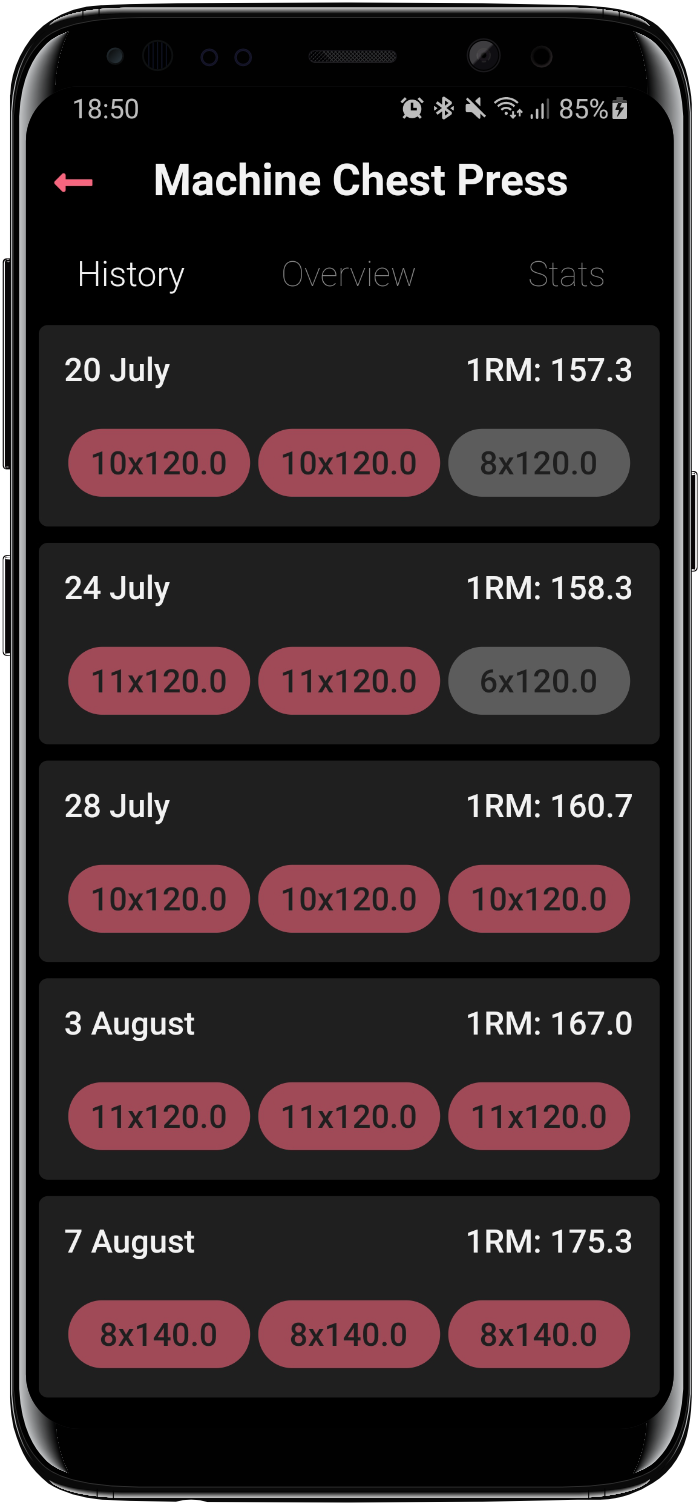 18:50 85%
Machine Chest Press
History Overview Stats
20 July 1RM: 157.3
10x120.0 10x120.0 8x120.0
24 July 1RM: 158.3
11x120.0 11x120.0 6x120.0
28 July 1RM: 160.7
10x120.0 10x120.0 10x120.0
3 August 1RM: 167.0
11x120.0 11x120.0 11x120.0
7 August 1RM: 175.3
8x140.0 8x140.0 8x140.0